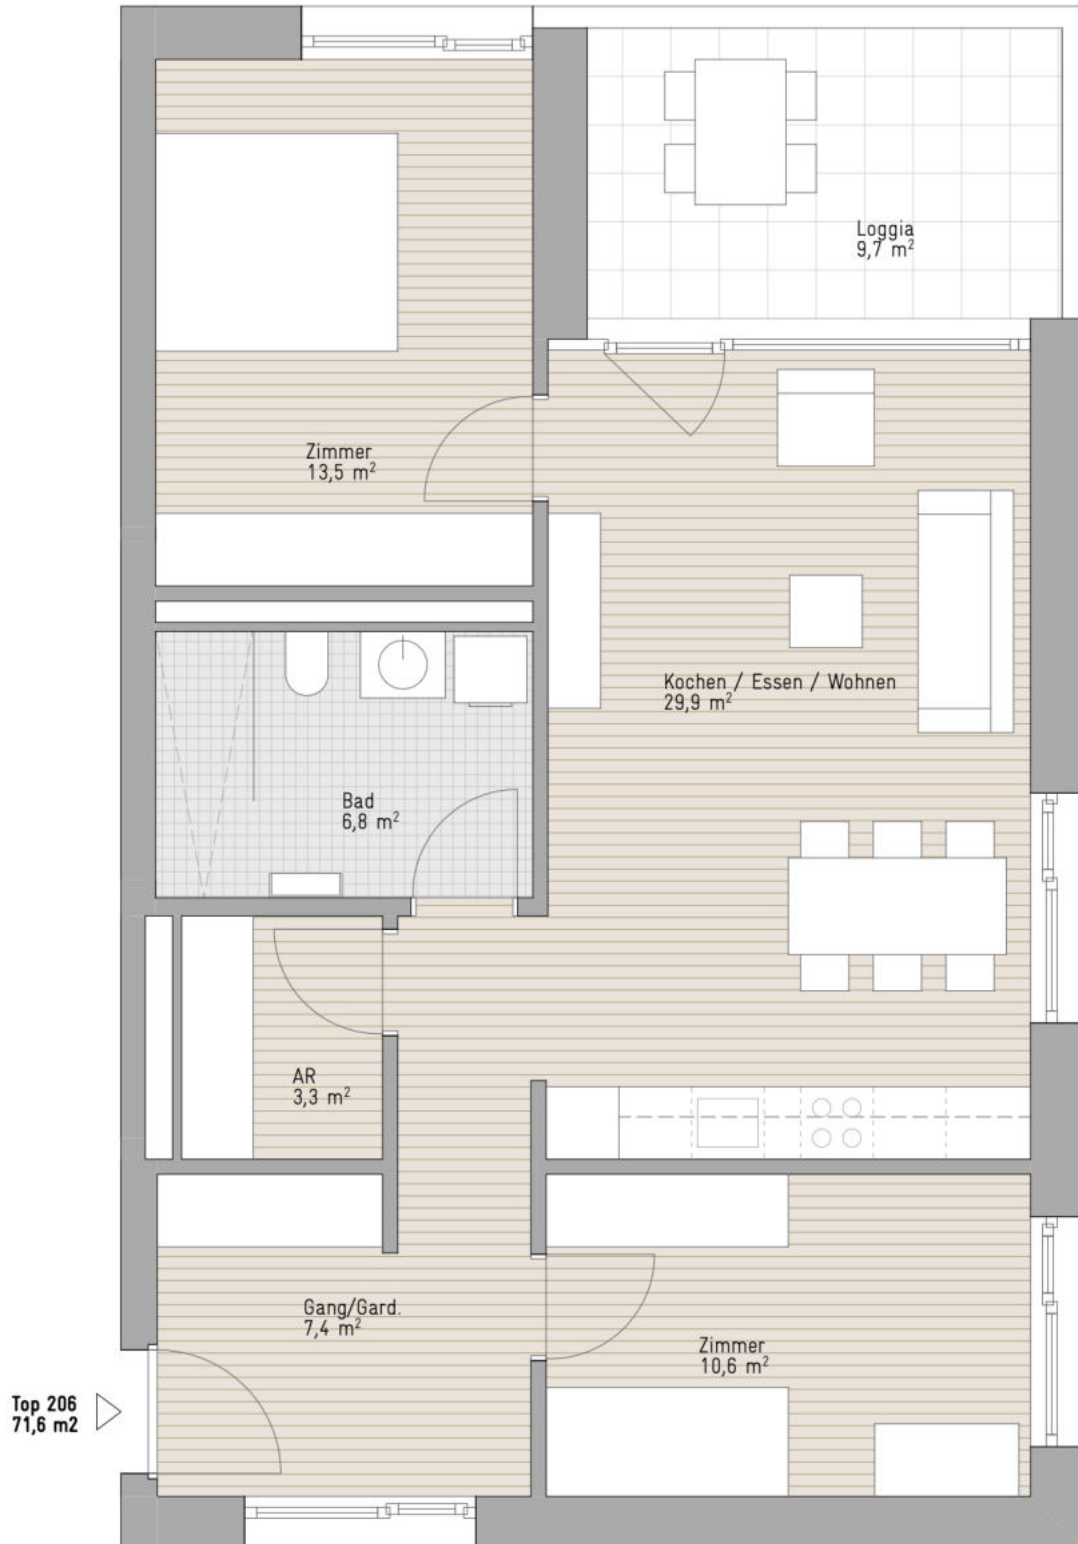 Loggia
9,7 m²
Zimmer
13,5 m²
Kochen / Essen / Wohnen
29,9 m²
Bad
6,8 m²
AR
3,3 m²
Gang/Gard.
7,4 m²
Zimmer
10,6 m²
Top 206
71,6 m2